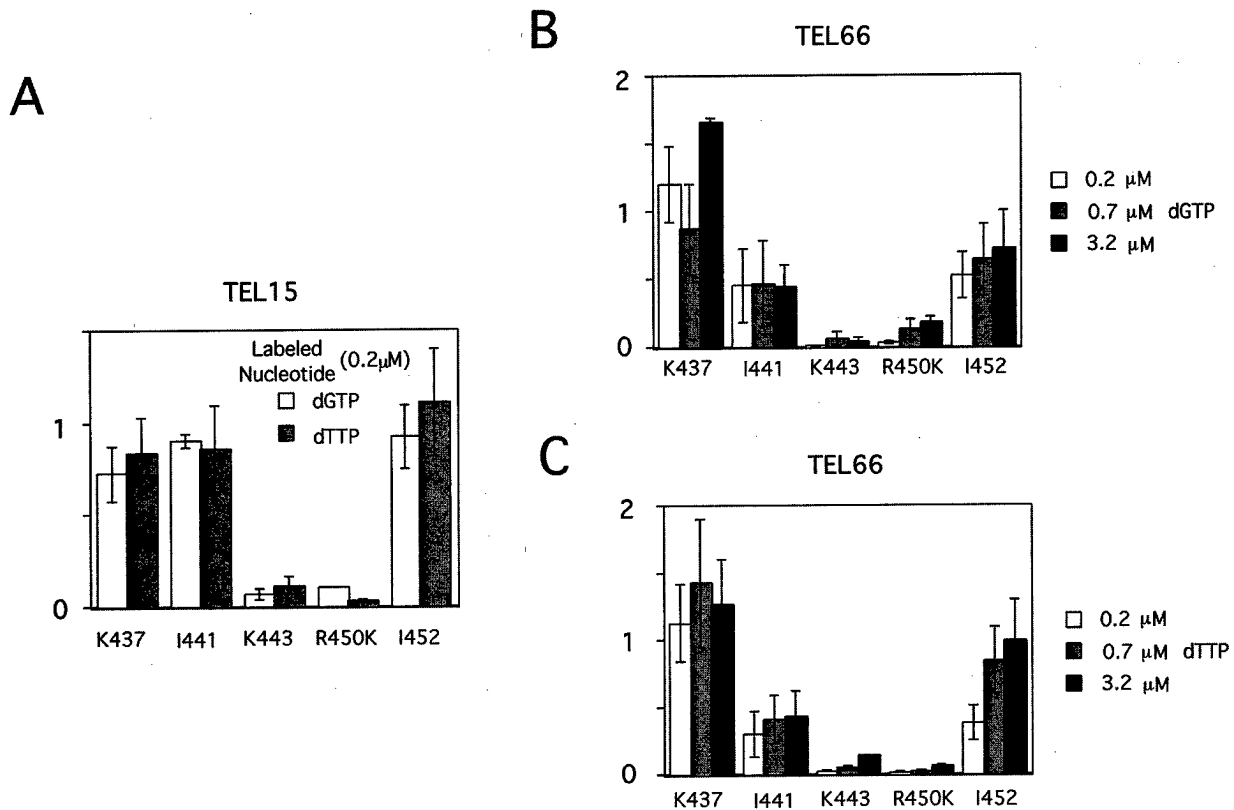 A
TEL15
1
0
Labeled
Nucleotide (0.2μM)
dGTP
dTTP
K437 I441 K443 R450K I452
B
TEL66
2
1
0
K437 I441 K443 R450K I452
0.2 μM
0.7 μM dGTP
3.2 μM
C
TEL66
2
1
0
K437 I441 K443 R450K I452
0.2 μM
0.7 μM dTTP
3.2 μM